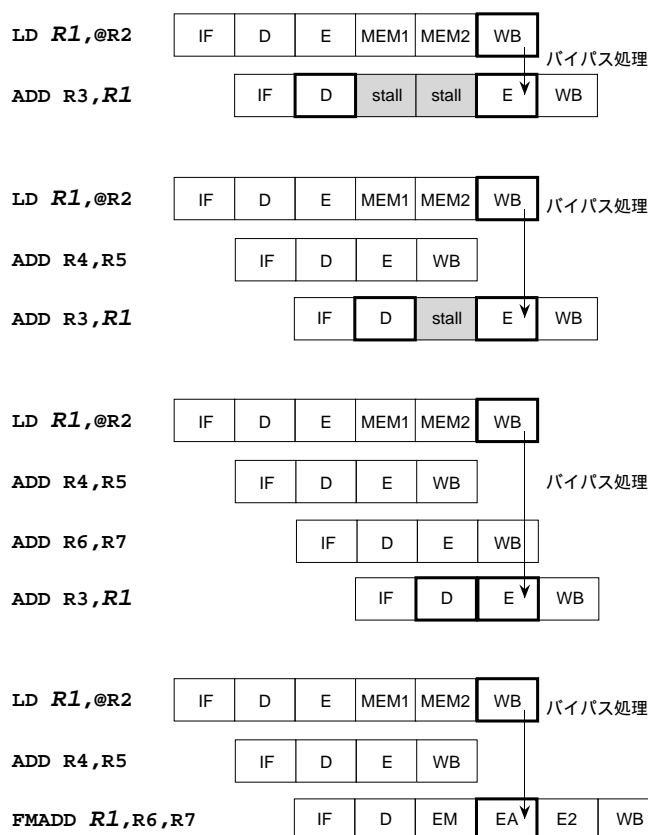 LD R1,@R2 IF D E MEM1 MEM2 WB バイパス処理
ADD R3,R1 IF D stall stall E WB
LD R1,@R2 IF D E MEM1 MEM2 WB バイパス処理
ADD R4,R5 IF D E WB
ADD R3,R1 IF D stall E WB
LD R1,@R2 IF D E MEM1 MEM2 WB
ADD R4,R5 IF D E WB バイパス処理
ADD R6,R7 IF D E WB
ADD R3,R1 IF D E WB
LD R1,@R2 IF D E MEM1 MEM2 WB バイパス処理
ADD R4,R5 IF D E WB
FMADD R1,R6,R7 IF D EM EA E2 WB